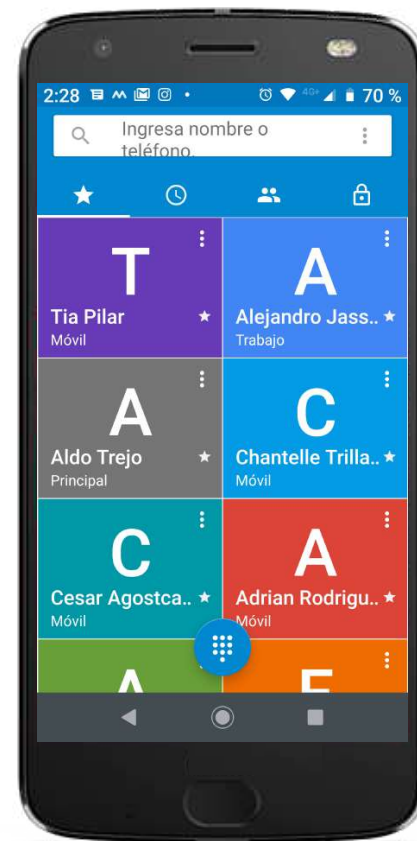 2:28 4G+ 70 %
Ingresa nombre o
teléfono.
T
A
Tia Pilar
Móvil
Alejandro Jass..
Trabajo
A
C
Aldo Trejo
Principal
Chantelle Trilla..
Móvil
C
A
Cesar Agostca..
Móvil
Adrian Rodrigu..
Móvil